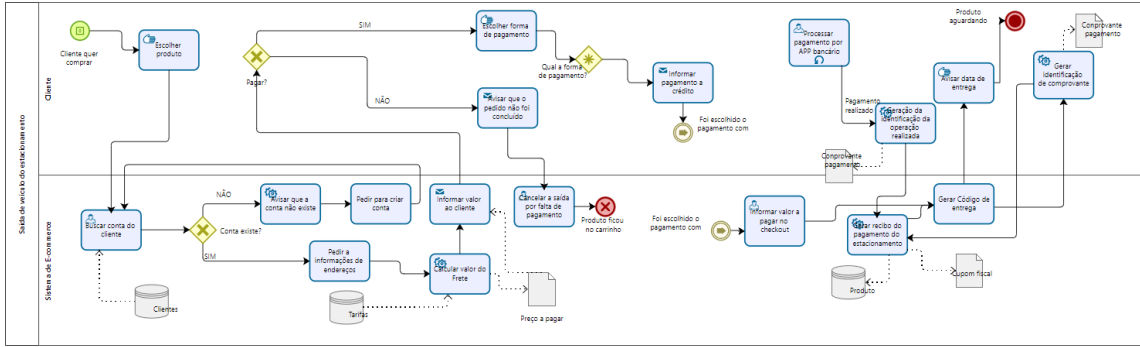 Saída de veículo do estacionamento
Cliente
Cliente quer
comprar
Escolher
produto
Pagar?
SIM
NÃO
Escolher forma
de pagamento
Qual a forma
de pagamento?
Avisar que o
pedido não foi
concluído
Informar
pagamento a
crédito
Foi escolhido o
pagamento com
Processar
pagamento por
APP bancário
Pagamento
realizado
Geração da
identificação da
operação
realizada
Conprovante
pagamento
Produto
aguardando
Avisar data de
entrega
Gerar
identificação
de comprovante
Conprovante
pagamento
Sistema de E-commerce
Buscar conta do
cliente
Clientes
Conta existe?
NÃO
SIM
Avisar que a
conta não existe
Pedir para criar
conta
Pedir a
informações de
endereços
Tarifas
Informar valor
ao cliente
Calcular valor do
Frete
Preço a pagar
Cancelar a saída
por falta de
pagamento
Produto ficou
no carrinho
Foi escolhido o
pagamento com
Informar valor a
pagar no
checkout
Gerar recibo do
pagamento do
estacionamento
Produto
Gerar Código de
entrega
Cupom fiscal